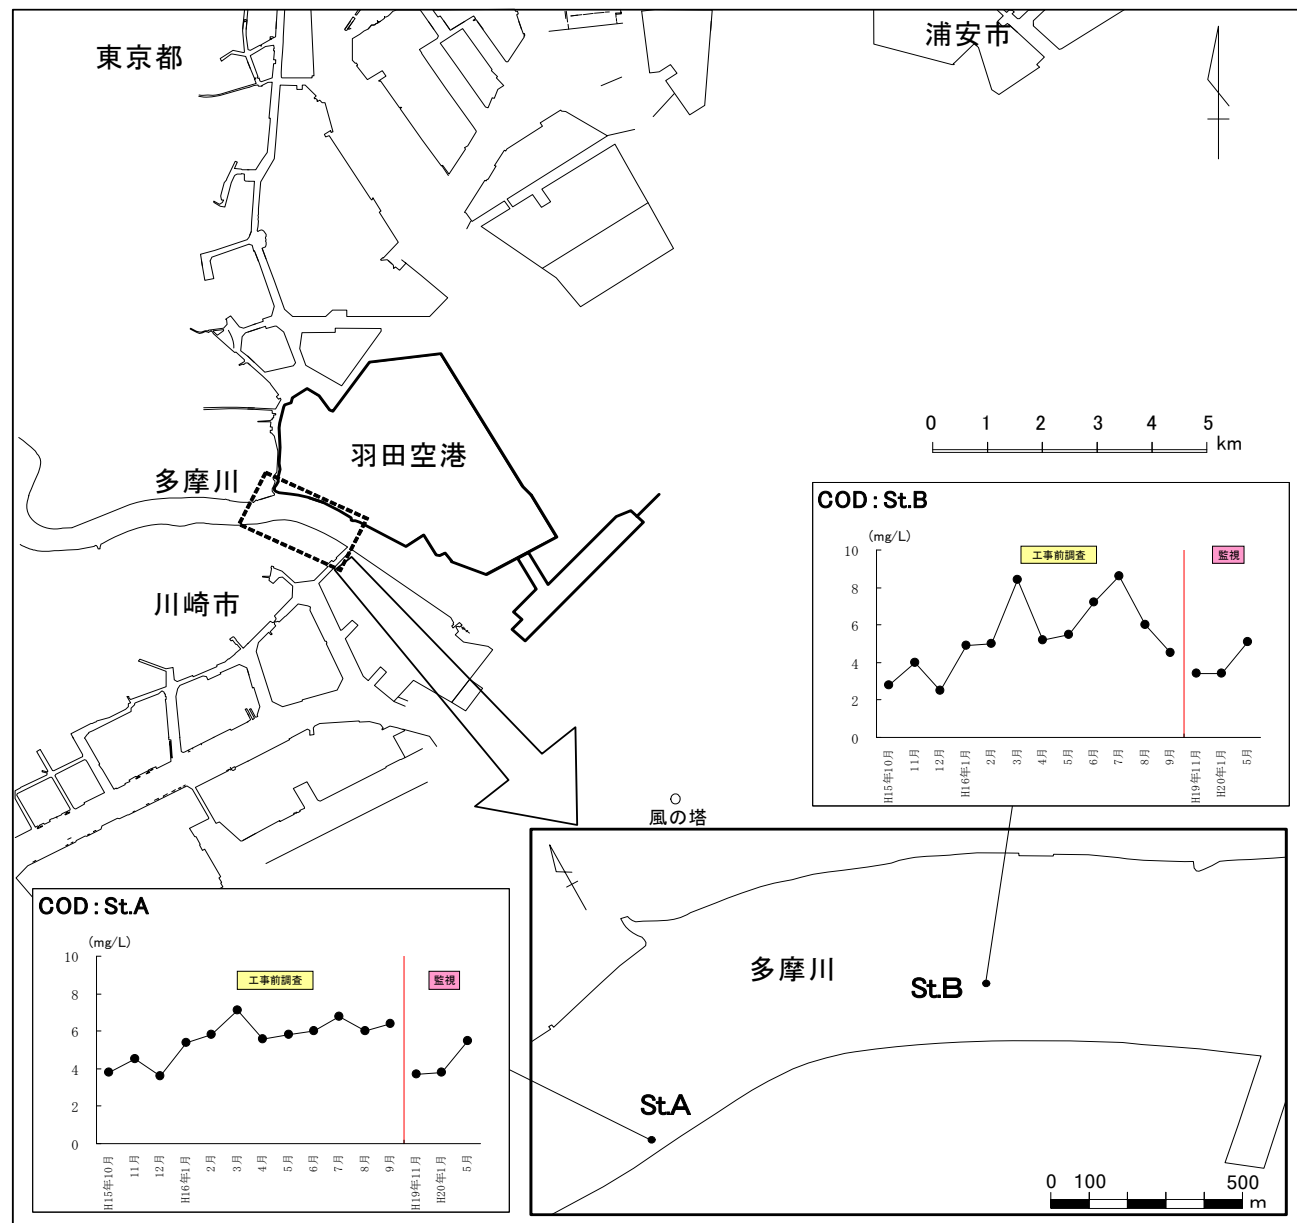 東京都
浦安市
羽田空港
0 1 2 3 4 5
km
多摩川
川崎市
風の塔
COD：St.B
(mg/L)
工事前調査
監視
10
8
6
4
2
0
H15年10月
11月
12月
H16年1月
2月
3月
4月
5月
6月
7月
8月
9月
H19年11月
H20年1月
5月
COD：St.A
(mg/L)
工事前調査
監視
10
8
6
4
2
0
H15年10月
11月
12月
H16年1月
2月
3月
4月
5月
6月
7月
8月
9月
H19年11月
H20年1月
5月
多摩川
St.B
St.A
0 100 500
m